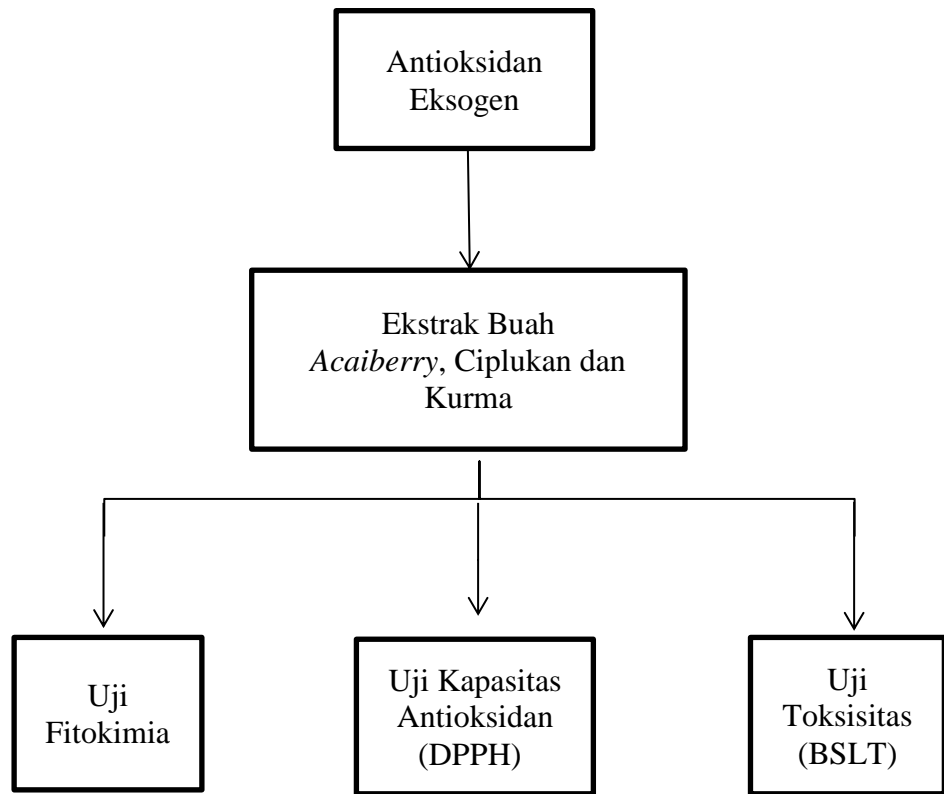 Antioksidan
Eksogen
Ekstrak Buah
Acaiberry, Ciplukan dan
Kurma
Uji
Fitokimia
Uji Kapasitas
Antioksidan
(DPPH)
Uji
Toksisitas
(BSLT)